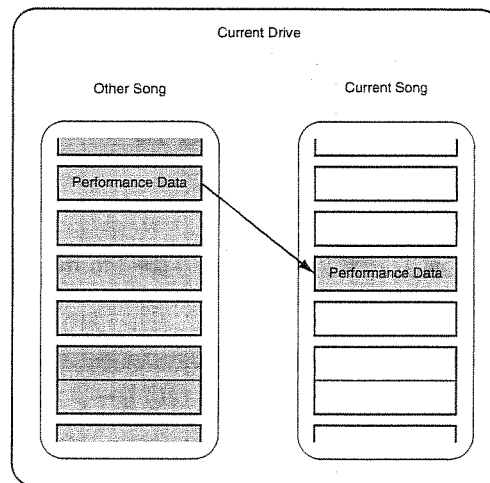 Current Drive
Other Song
Current Song
Performance Data
Performance Data